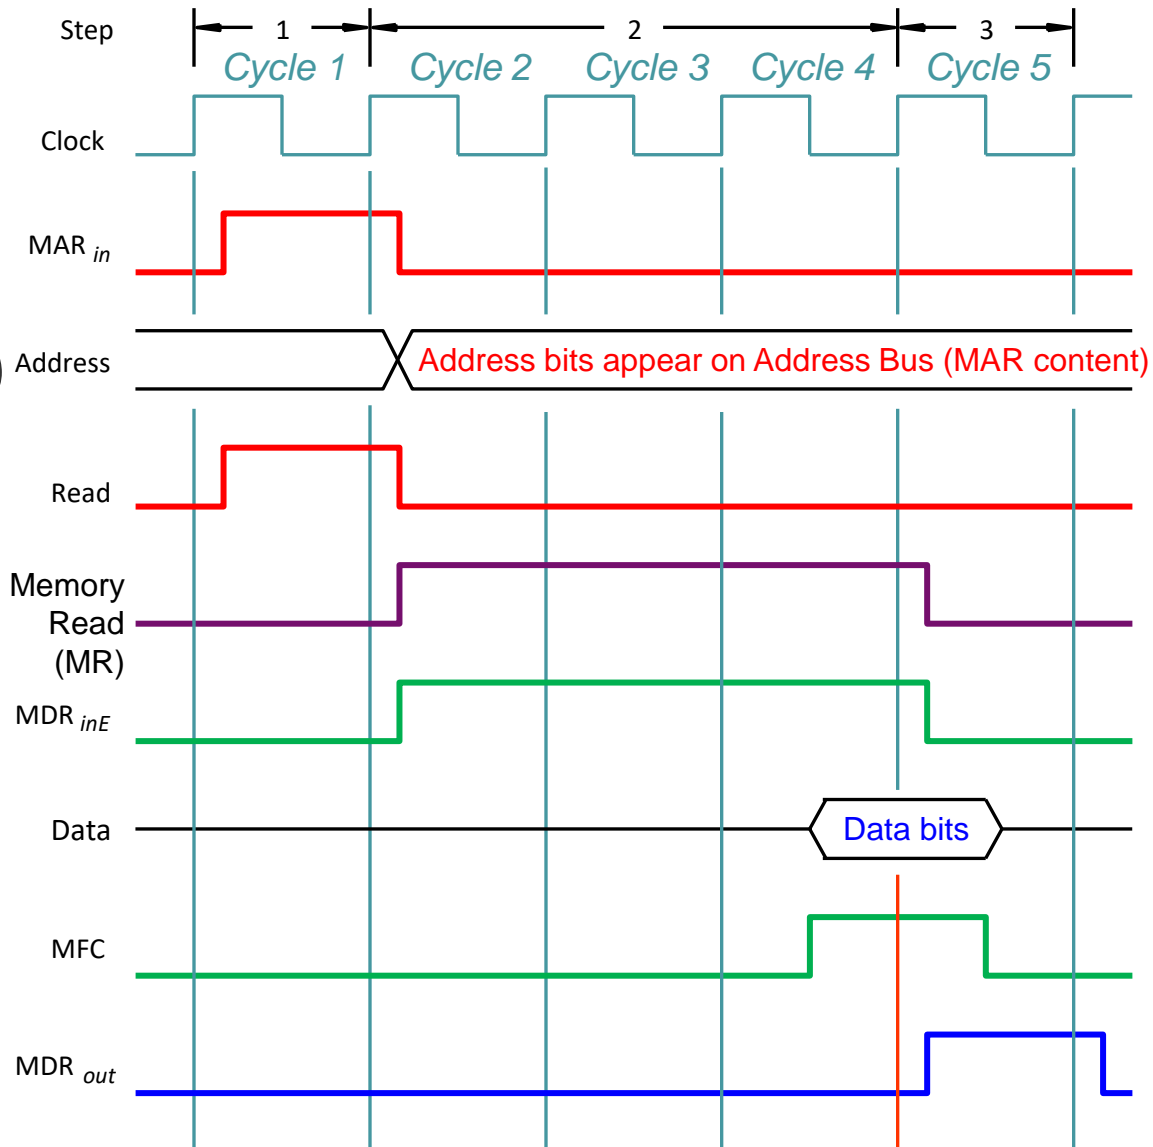 Step 1 2 3
Cycle 1 Cycle 2 Cycle 3 Cycle 4 Cycle 5
Clock
MAR in
) Address Address bits appear on Address Bus (MAR content)
Read
Memory
Read
(MR)
MDR inE
Data Data bits
MFC
MDR out